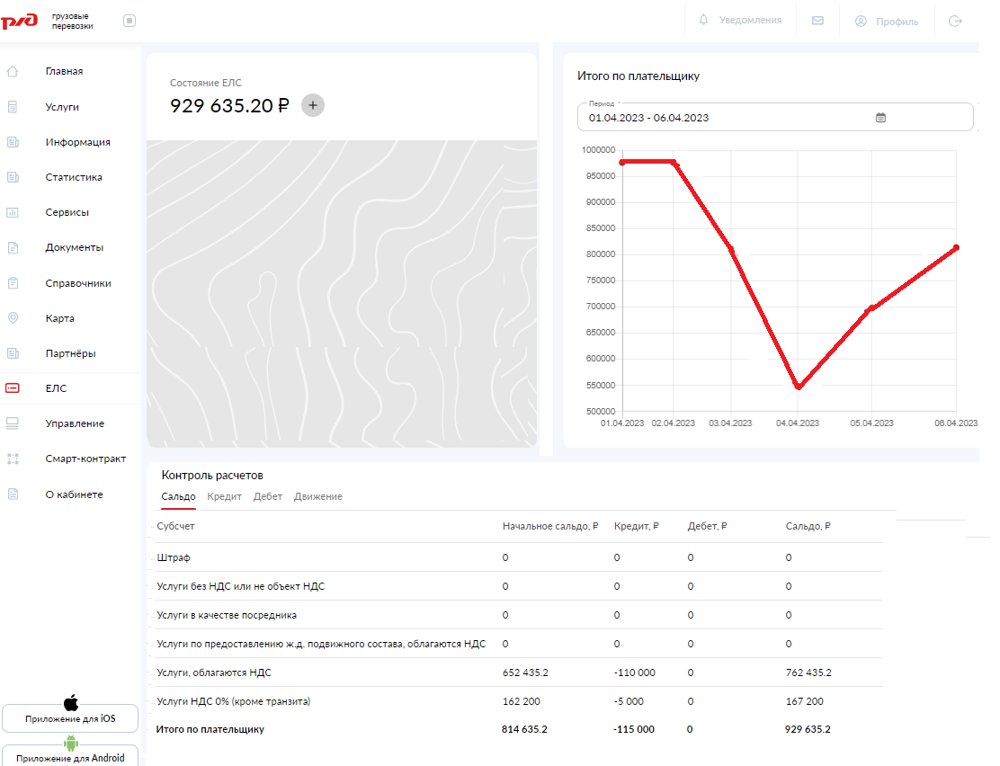 ржд
грузовые
перевозки
Уведомления
Профиль
Главная
Услуги
Информация
Статистика
Сервисы
Документы
Справочники
Карта
Партнёры
ЕЛС
Управление
Смарт-контракт
О кабинете
Приложение для iOS
Приложение для Android
Состояние ЕЛС
929 635.20 ₽ +
Итого по плательщику
Период *
01.04.2023 - 06.04.2023
1000000
950000
900000
850000
800000
750000
700000
650000
600000
550000
500000
01.04.2023 02.04.2023 03.04.2023 04.04.2023 05.04.2023 06.04.2023
Контроль расчетов
Сальдо Кредит Дебет Движение
Субсчет Начальное сальдо, ₽ Кредит, ₽ Дебет, ₽ Сальдо, ₽
Штраф 0 0 0 0
Услуги без НДС или не объект НДС 0 0 0 0
Услуги в качестве посредника 0 0 0 0
Услуги по предоставлению ж.д. подвижного состава, облагаются НДС 0 0 0 0
Услуги, облагаются НДС 652 435.2 -110 000 0 762 435.2
Услуги НДС 0% (кроме транзита) 162 200 -5 000 0 167 200
Итого по плательщику 814 635.2 -115 000 0 929 635.2